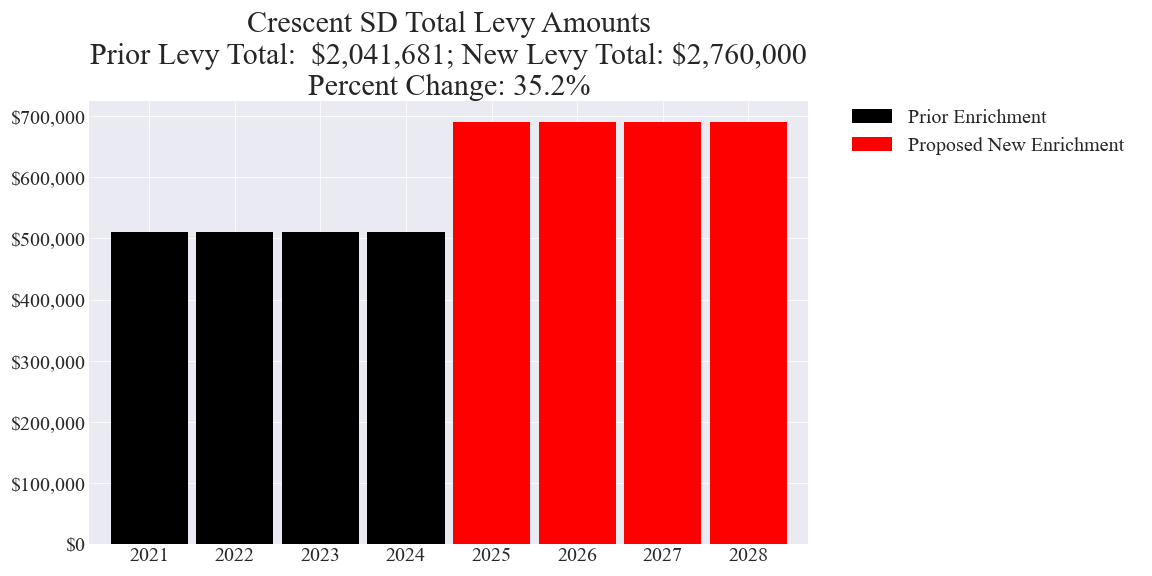 Crescent SD Total Levy Amounts
Prior Levy Total:  $2,041,681; New Levy Total: $2,760,000
Percent Change: 35.2%
$700,000
$600,000
$500,000
$400,000
$300,000
$200,000
$100,000
$0
2021 2022 2023 2024 2025 2026 2027 2028
Prior Enrichment
Proposed New Enrichment